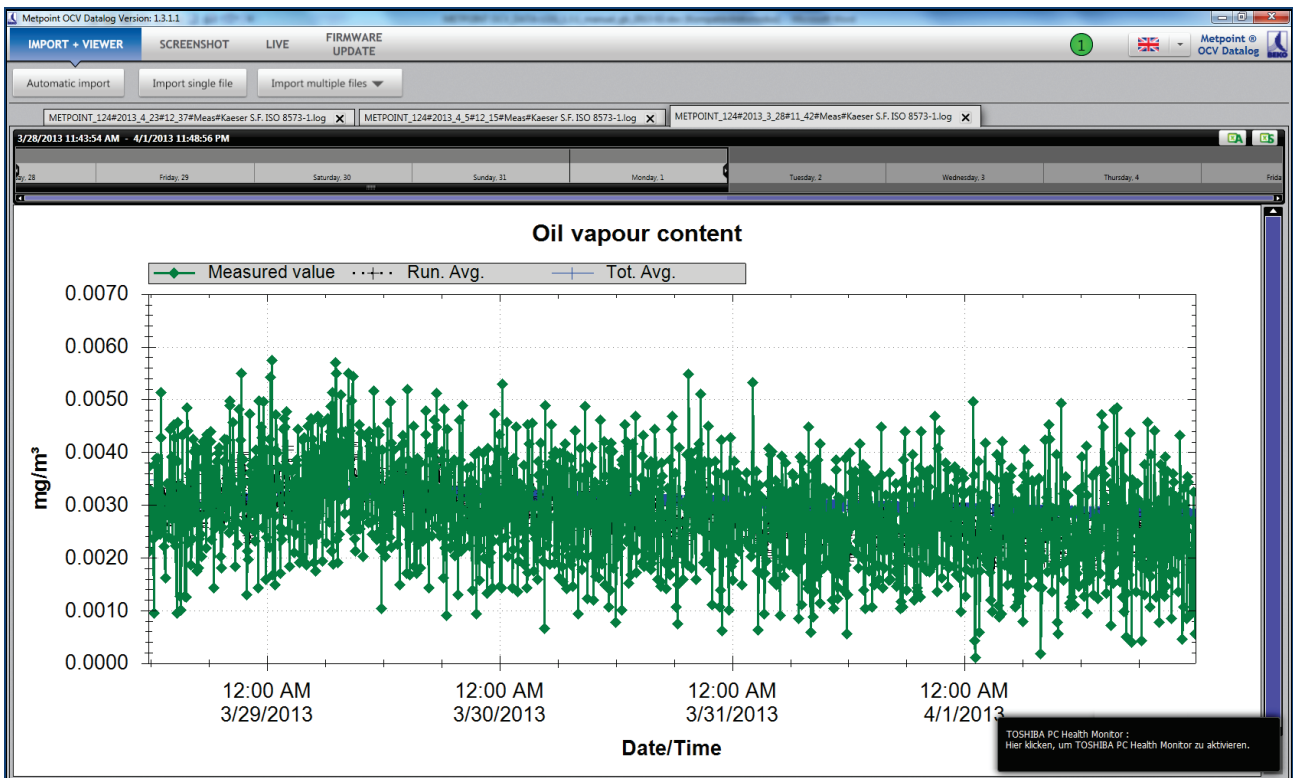 Metpoint OCV Datalog Version: 1.3.1.1
IMPORT + VIEWER
SCREENSHOT
LIVE
FIRMWARE
UPDATE
1
Metpoint ®
OCV Datalog
BEKO
Automatic import
Import single file
Import multiple files
METPOINT_124#2013_4_23#12_37#Meas#Kaeser S.F. ISO 8573-1.log X
METPOINT_124#2013_4_5#12_15#Meas#Kaeser S.F. ISO 8573-1.log X
METPOINT_124#2013_3_28#11_42#Meas#Kaeser S.F. ISO 8573-1.log X
3/28/2013 11:43:54 AM - 4/1/2013 11:48:56 PM
A
S
ay, 28
Friday, 29
Saturday, 30
Sunday, 31
Monday, 1
Tuesday, 2
Wednesday, 3
Thursday, 4
Frida
Oil vapour content
Measured value
Run. Avg.
Tot. Avg.
mg/m³
0.0070
0.0060
0.0050
0.0040
0.0030
0.0020
0.0010
0.0000
12:00 AM
3/29/2013
12:00 AM
3/30/2013
12:00 AM
3/31/2013
12:00 AM
4/1/2013
Date/Time
TOSHIBA PC Health Monitor :
Hier klicken, um TOSHIBA PC Health Monitor zu aktivieren.